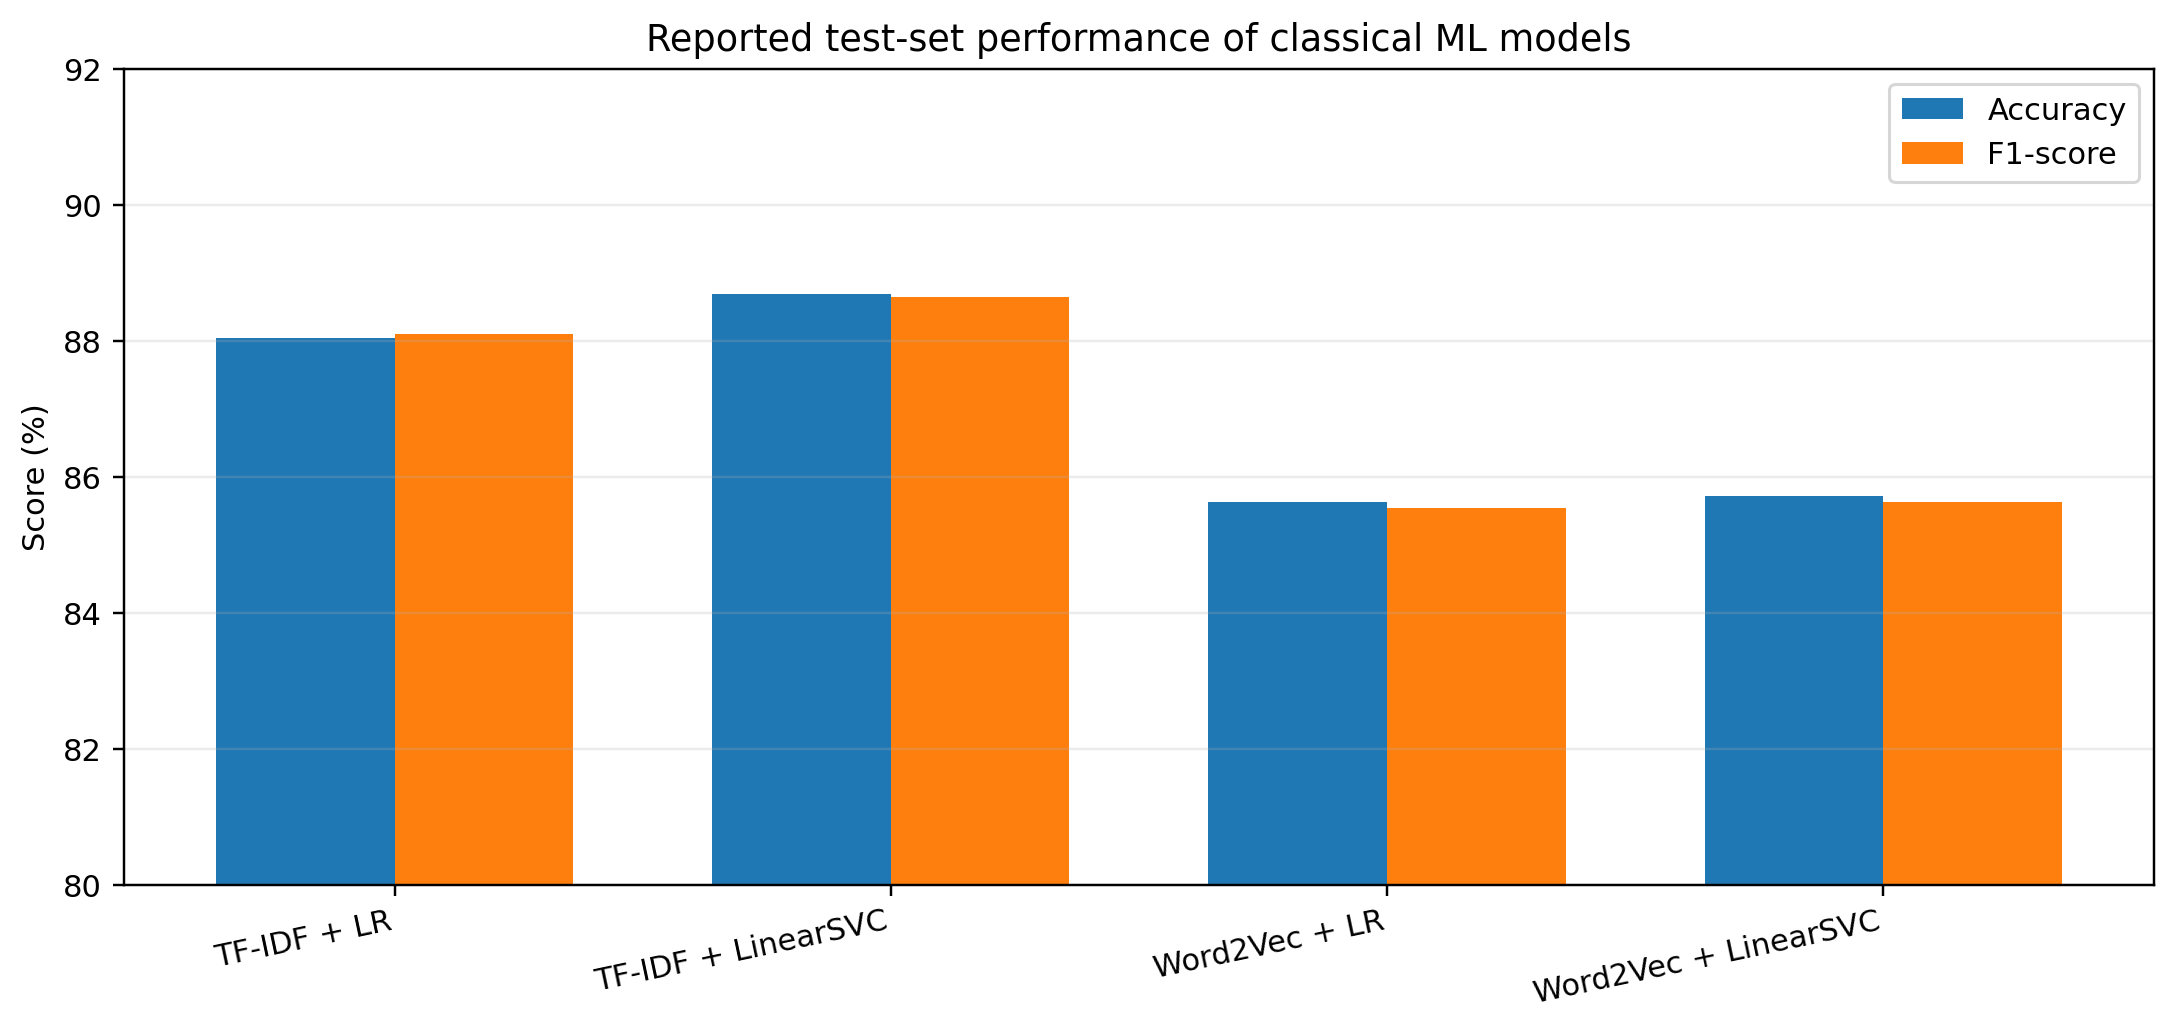 Reported test-set performance of classical ML models
92
90
88
86
84
82
80
Score (%)
Accuracy
F1-score
TF-IDF + LR
TF-IDF + LinearSVC
Word2Vec + LR
Word2Vec + LinearSVC